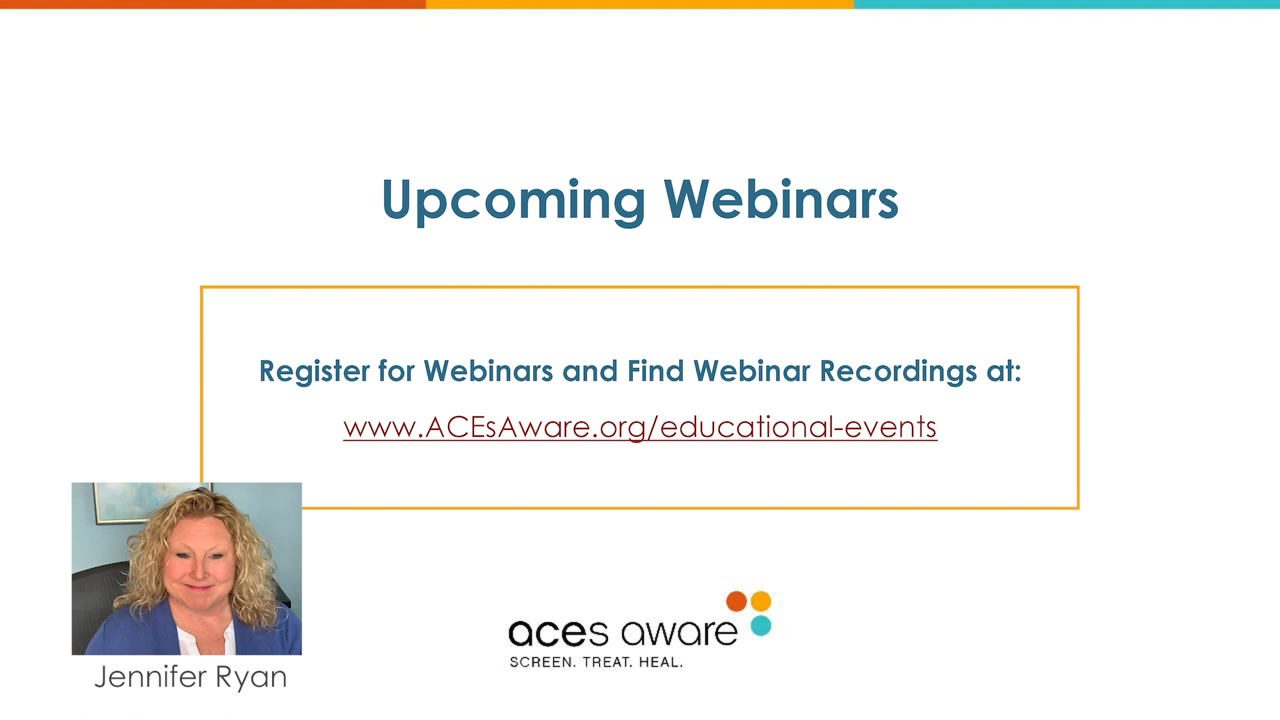 Upcoming Webinars
Register for Webinars and Find Webinar Recordings at:
www.ACEsAware.org/educational-events
Jennifer Ryan
aces aware
SCREEN. TREAT. HEAL.